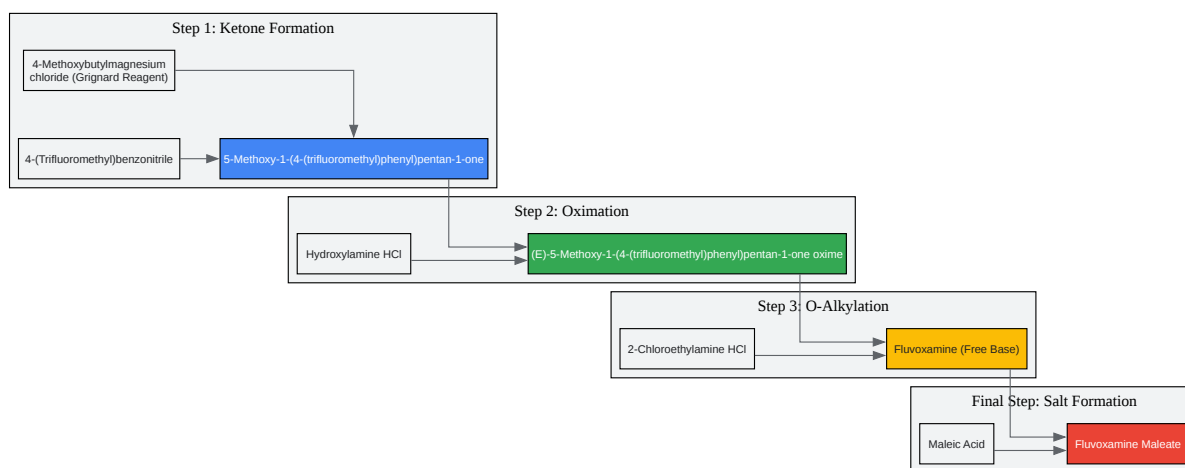 Step 1: Ketone Formation
4-Methoxybutylmagnesium
chloride (Grignard Reagent)
4-(Trifluoromethyl)benzonitrile
5-Methoxy-1-(4-(trifluoromethyl)phenyl)pentan-1-one
Step 2: Oximation
Hydroxylamine HCl
(E)-5-Methoxy-1-(4-(trifluoromethyl)phenyl)pentan-1-one oxime
Step 3: O-Alkylation
2-Chloroethylamine HCl
Fluvoxamine (Free Base)
Final Step: Salt Formation
Maleic Acid
Fluvoxamine Maleate